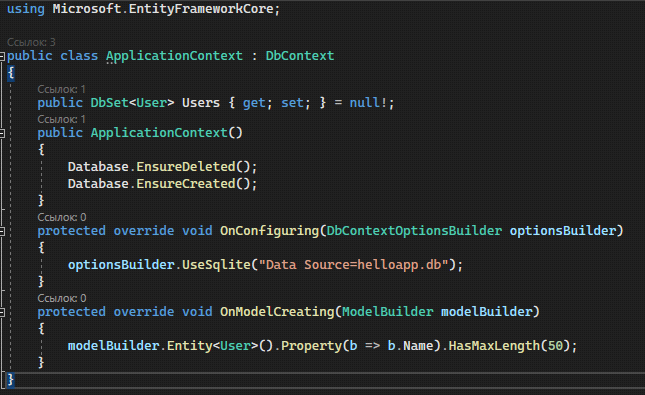 using Microsoft.EntityFrameworkCore;
Ссылок: 3
public class ApplicationContext : DbContext
{
Ссылок: 1
public DbSet<User> Users { get; set; } = null!;
Ссылок: 1
public ApplicationContext()
{
Database.EnsureDeleted();
Database.EnsureCreated();
}
Ссылок: 0
protected override void OnConfiguring(DbContextOptionsBuilder optionsBuilder)
{
optionsBuilder.UseSqlite("Data Source=helloapp.db");
}
Ссылок: 0
protected override void OnModelCreating(ModelBuilder modelBuilder)
{
modelBuilder.Entity<User>().Property(b => b.Name).HasMaxLength(50);
}
}